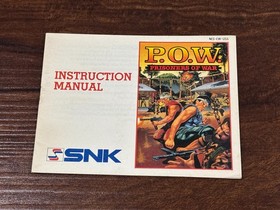 INSTRUCTION
MANUAL
P.O.W.
PRISONERS OF WAR
SNK